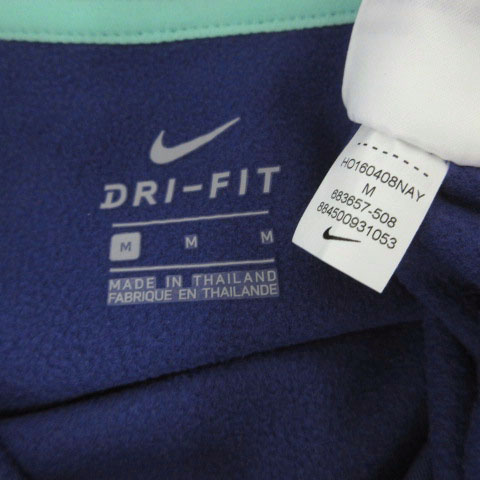 DRI-FIT
M M M
MADE IN THAILAND
FABRIQUE EN THAILANDE
HO160408NAY
M
683657-508
884500931053